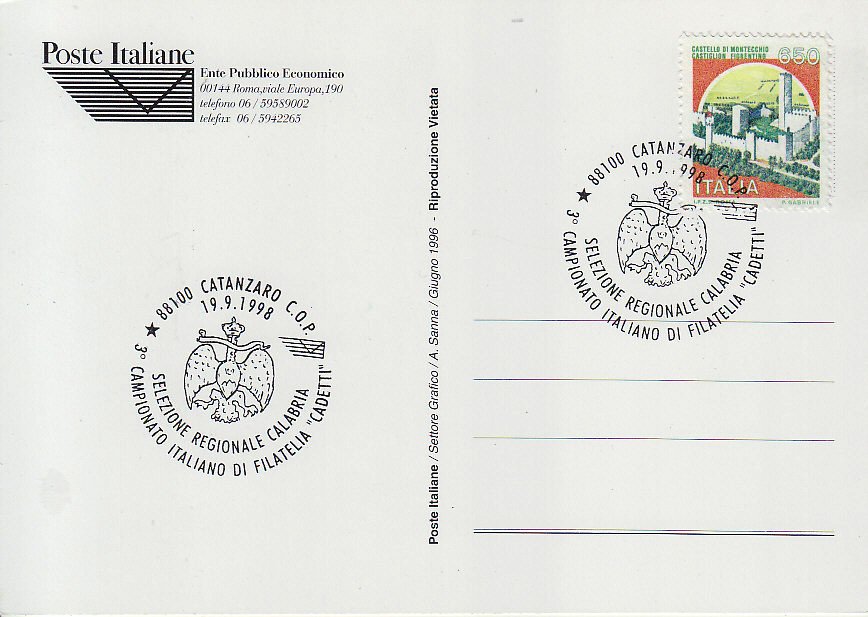 Poste Italiane
Ente Pubblico Economico
00144 Roma,viale Europa,190
telefono 06 / 59589002
telefax 06 / 5942265
CASTELLO DI MONTECCHIO
CASTIGLION FIORENTINO
650
ITALIA
I.P.Z.S. ROMA P. GABRIELE
88100 CATANZARO C.O.P.
19.9.1998
SELEZIONE REGIONALE CALABRIA
3° CAMPIONATO ITALIANO DI FILATELIA "CADETTI"
88100 CATANZARO C.O.P.
19.9.1998
SELEZIONE REGIONALE CALABRIA
3° CAMPIONATO ITALIANO DI FILATELIA "CADETTI"
Poste Italiane / Settore Grafico / A. Sanna / Giugno 1996 - Riproduzione Vietata